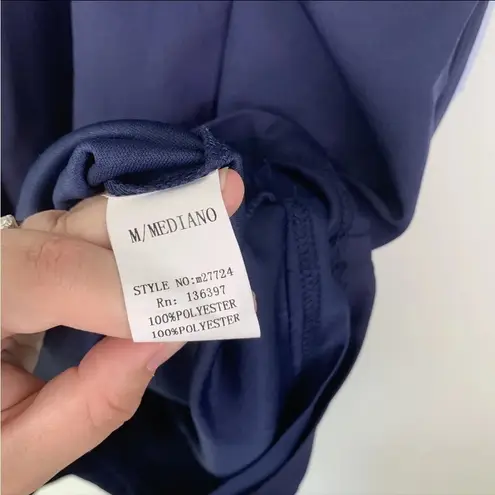 M/MEDIANO
STYLE NO:m27724
Rn: 136397
100%POLYESTER
100%POLYESTER